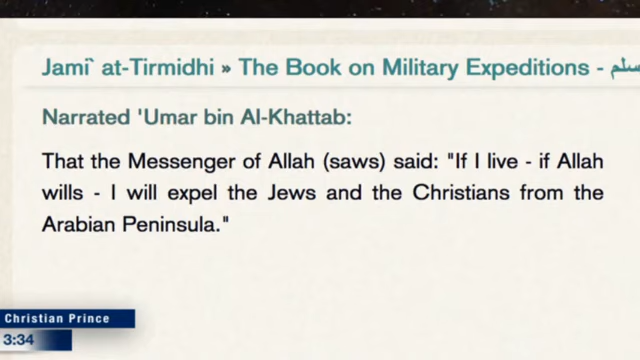 Jami` at-Tirmidhi » The Book on Military Expeditions - سلم
Narrated 'Umar bin Al-Khattab:
That the Messenger of Allah (saws) said: "If I live - if Allah
wills - I will expel the Jews and the Christians from the
Arabian Peninsula."
Christian Prince
3:34